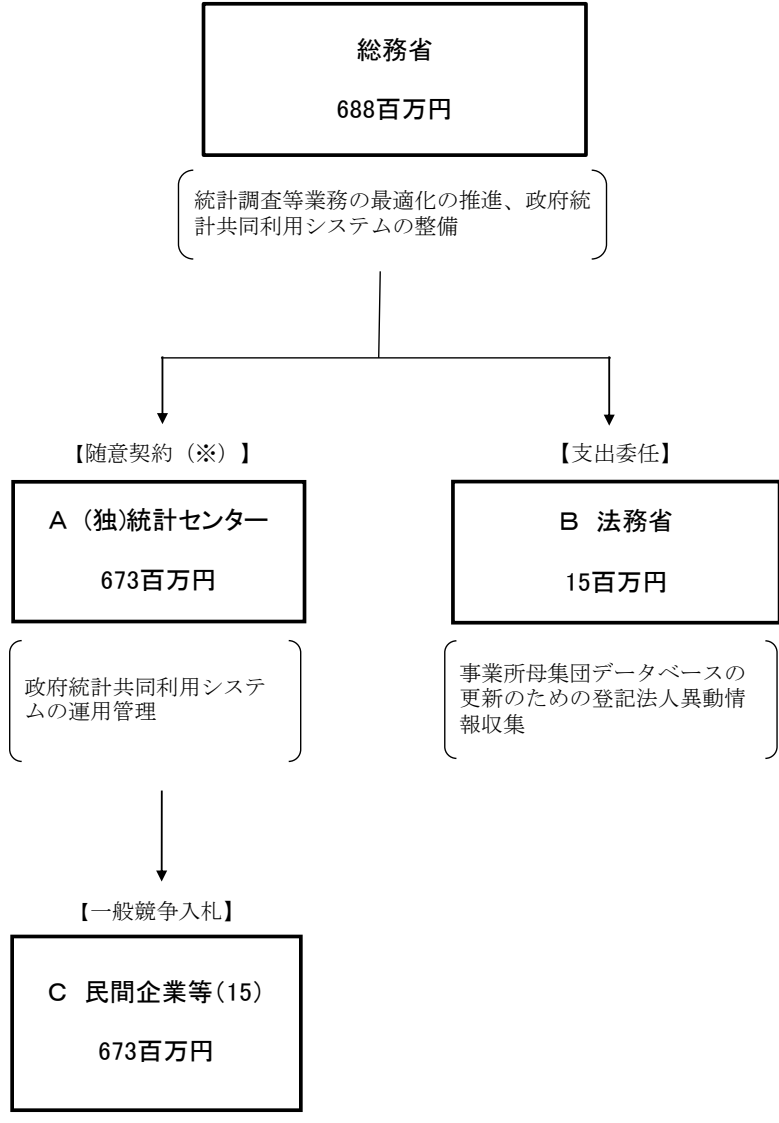 総務省
688百万円
統計調査等業務の最適化の推進、政府統
計共同利用システムの整備
【随意契約（※）】
A （独）統計センター
673百万円
政府統計共同利用システ
ムの運用管理
【支出委任】
B 法務省
15百万円
事業所母集団データベースの
更新のための登記法人異動情
報収集
【一般競争入札】
C 民間企業等（15）
673百万円